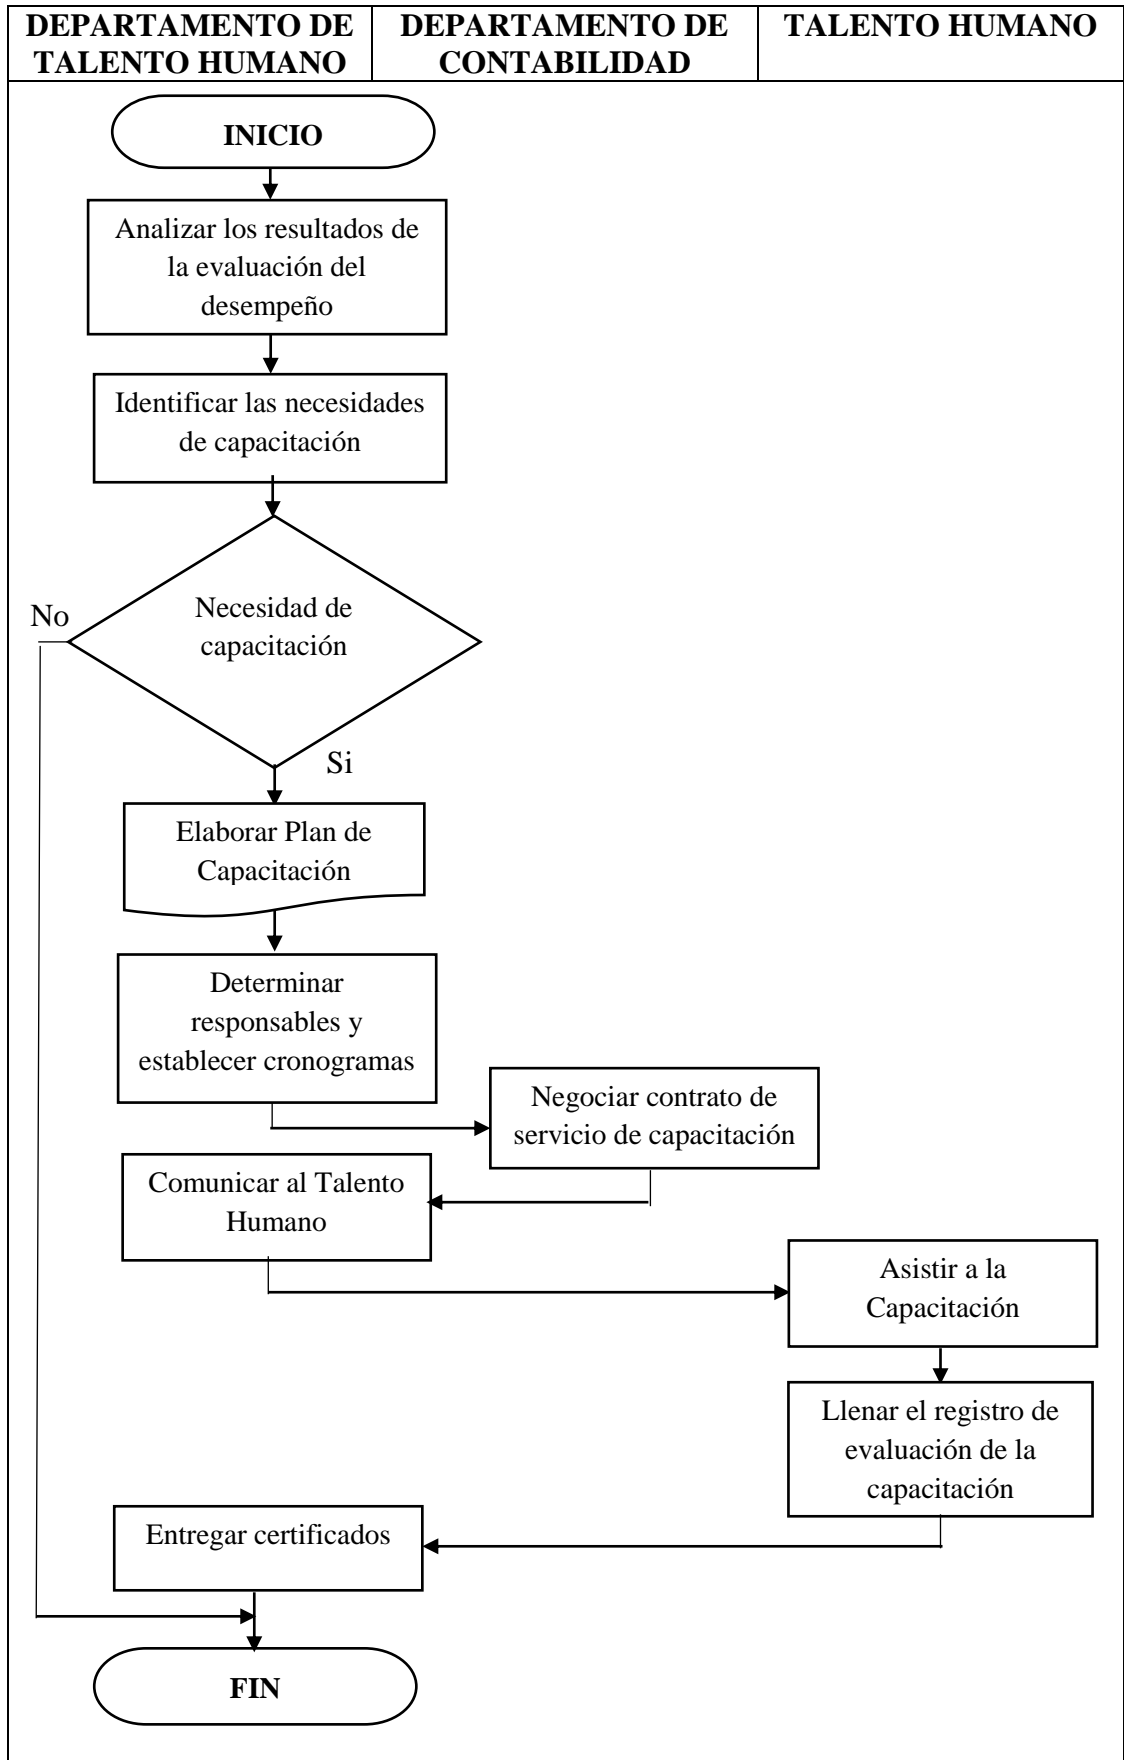 DEPARTAMENTO DE
TALENTO HUMANO
DEPARTAMENTO DE
CONTABILIDAD
TALENTO HUMANO
INICIO
Analizar los resultados de
la evaluación del
desempeño
Identificar las necesidades
de capacitación
Necesidad de
capacitación
No
Si
Elaborar Plan de
Capacitación
Determinar
responsables y
establecer cronogramas
Negociar contrato de
servicio de capacitación
Comunicar al Talento
Humano
Asistir a la
Capacitación
Llenar el registro de
evaluación de la
capacitación
Entregar certificados
FIN